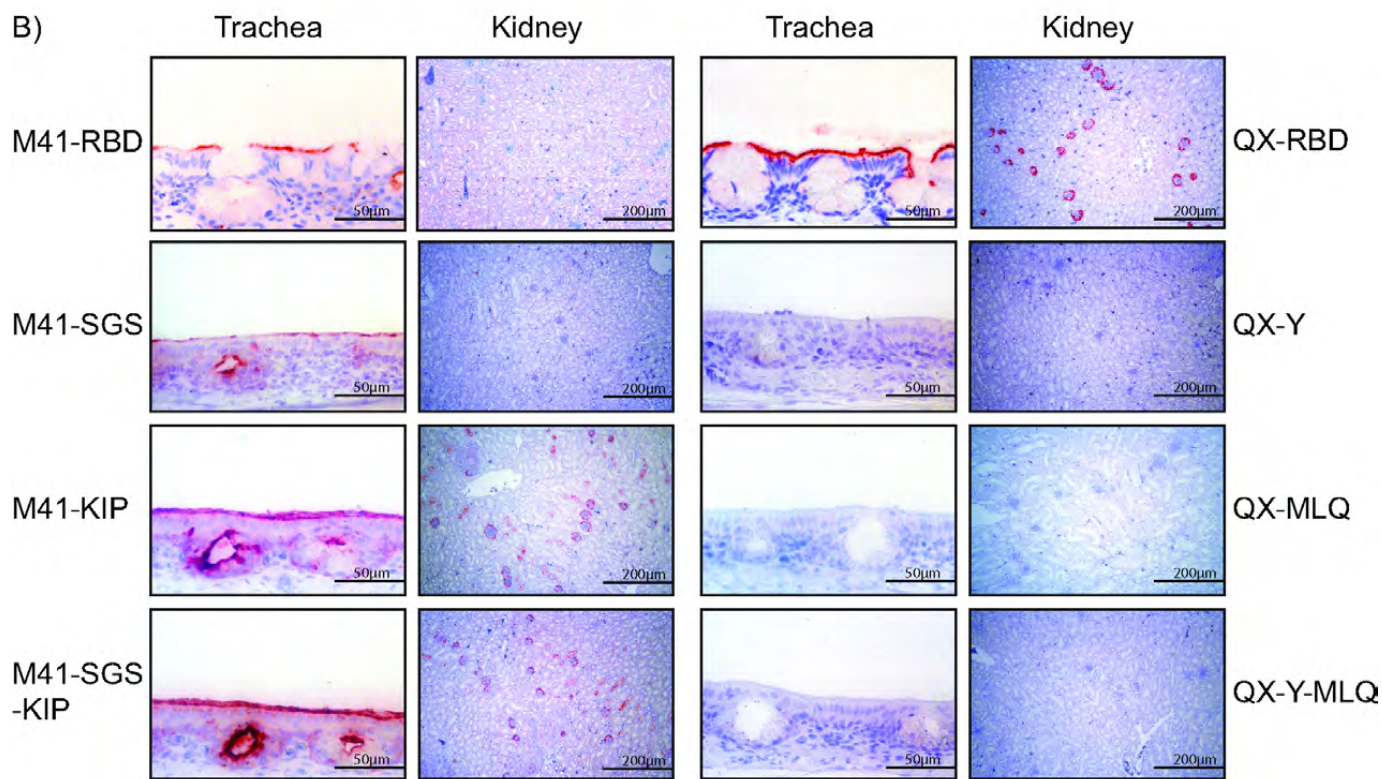 B)
Trachea Kidney Trachea Kidney
M41-RBD 50µm 200µm 50µm 200µm QX-RBD
M41-SGS 50µm 200µm 50µm 200µm QX-Y
M41-KIP 50µm 200µm 50µm 200µm QX-MLQ
M41-SGS
-KIP 50µm 200µm 50µm 200µm QX-Y-MLQ